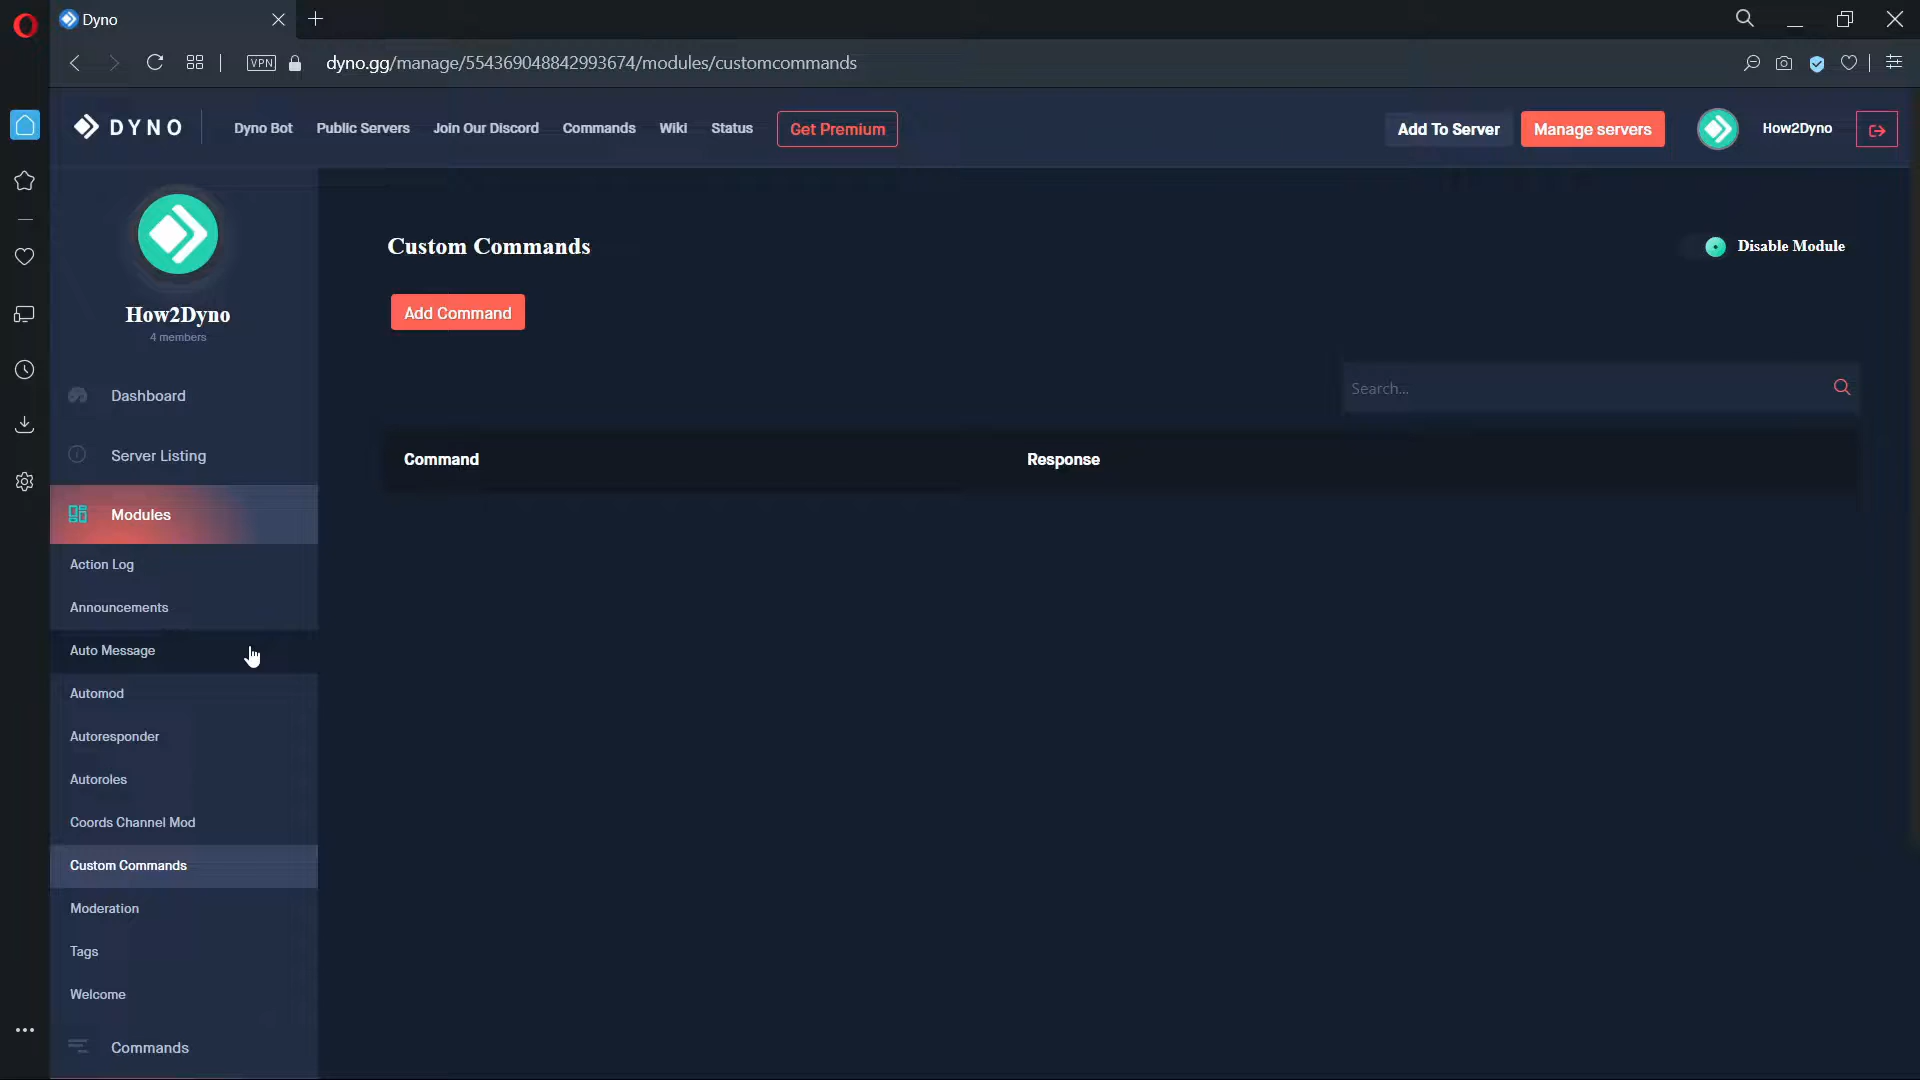 Dyno
VPN
dyno.gg/manage/554369048842993674/modules/customcommands
DYNO
Dyno Bot
Public Servers
Join Our Discord
Commands
Wiki
Status
Get Premium
Add To Server
Manage servers
How2Dyno
How2Dyno
4 members
Dashboard
Server Listing
Modules
Action Log
Announcements
Auto Message
Automod
Autoresponder
Autoroles
Coords Channel Mod
Custom Commands
Moderation
Tags
Welcome
Commands
Custom Commands
Disable Module
Add Command
Search...
Command
Response